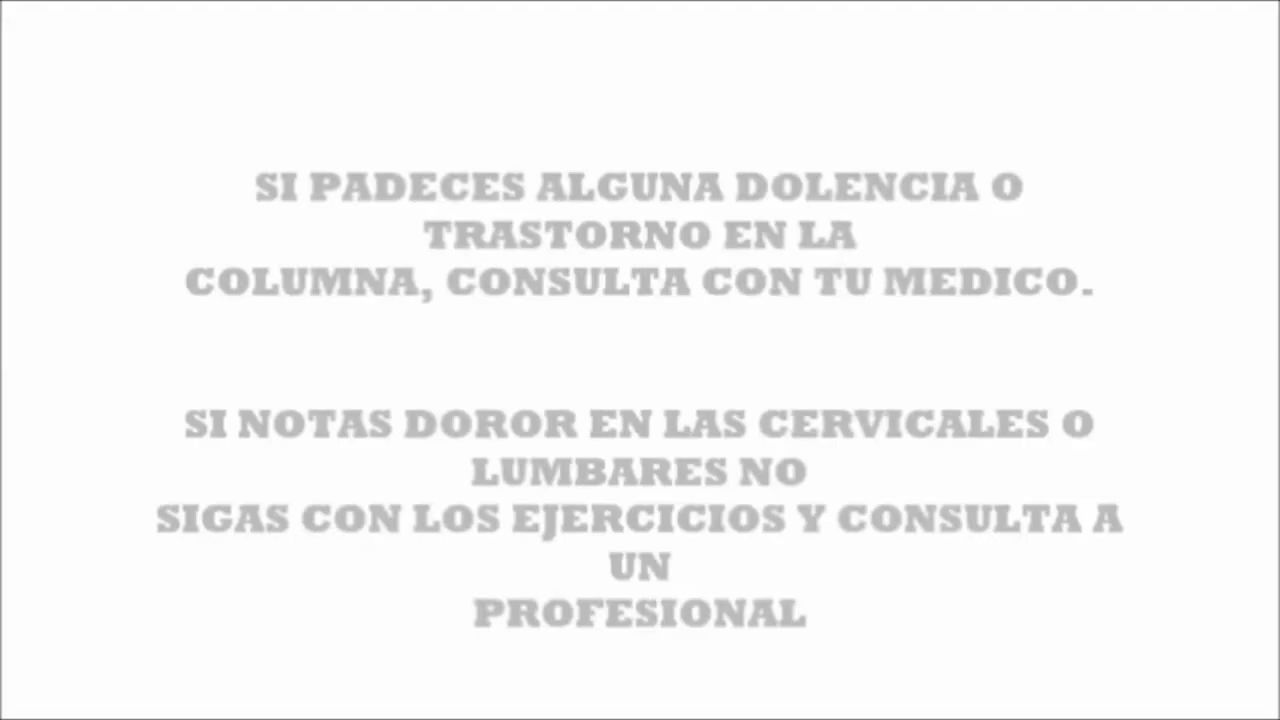 SI PADECES ALGUNA DOLENCIA O
TRASTORNO EN LA
COLUMNA, CONSULTA CON TU MEDICO.
SI NOTAS DOROR EN LAS CERVICALES O
LUMBARES NO
SIGAS CON LOS EJERCICIOS Y CONSULTA A
UN
PROFESIONAL